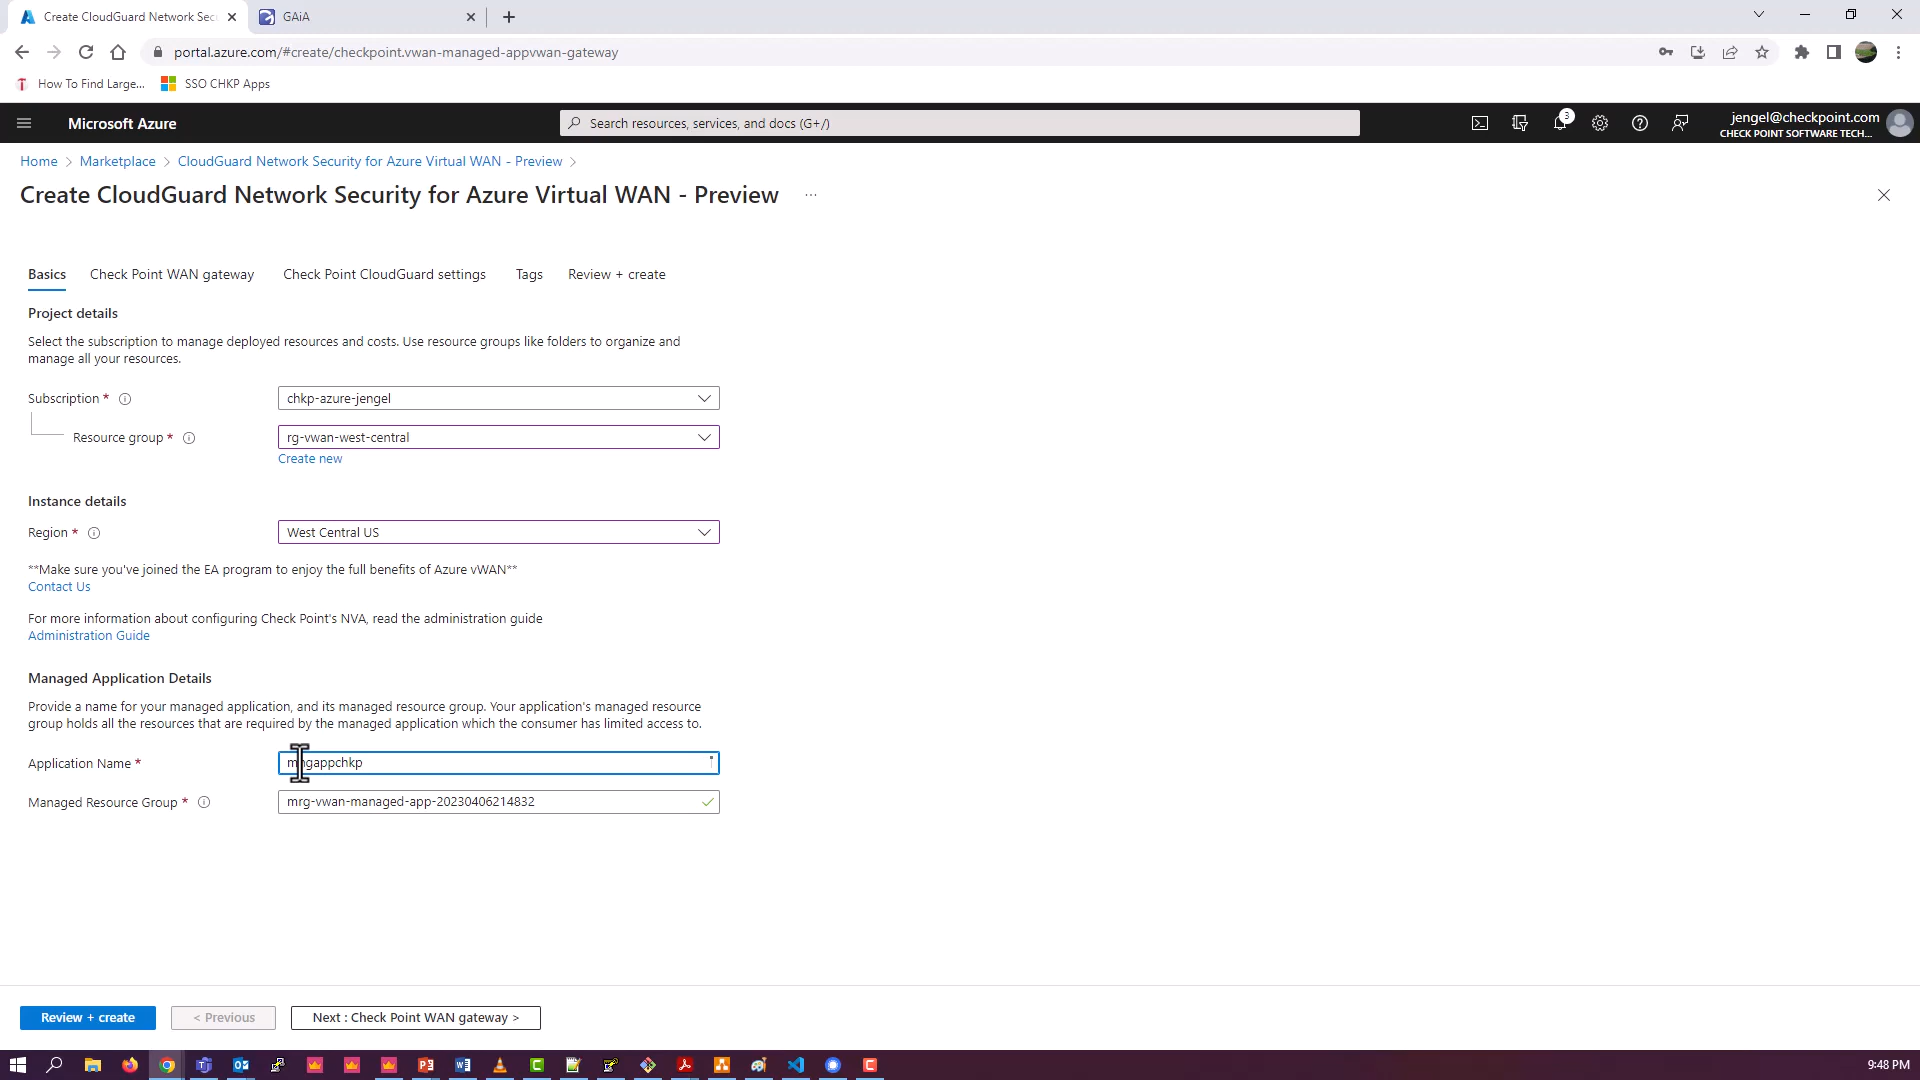 Create CloudGuard Network Sec
GAiA
portal.azure.com/#create/checkpoint.vwan-managed-appvwan-gateway
How To Find Large...
SSO CHKP Apps
Microsoft Azure
Search resources, services, and docs (G+/)
3
jengel@checkpoint.com
CHECK POINT SOFTWARE TECH...
Home > Marketplace > CloudGuard Network Security for Azure Virtual WAN - Preview >
Create CloudGuard Network Security for Azure Virtual WAN - Preview ...
Basics
Check Point WAN gateway
Check Point CloudGuard settings
Tags
Review + create
Project details
Select the subscription to manage deployed resources and costs. Use resource groups like folders to organize and
manage all your resources.
Subscription *
chkp-azure-jengel
Resource group *
rg-vwan-west-central
Create new
Instance details
Region *
West Central US
**Make sure you've joined the EA program to enjoy the full benefits of Azure vWAN**
Contact Us
For more information about configuring Check Point's NVA, read the administration guide
Administration Guide
Managed Application Details
Provide a name for your managed application, and its managed resource group. Your application's managed resource
group holds all the resources that are required by the managed application which the consumer has limited access to.
Application Name *
mngappchkp
Managed Resource Group *
mrg-vwan-managed-app-20230406214832
Review + create
< Previous
Next : Check Point WAN gateway >
9:48 PM